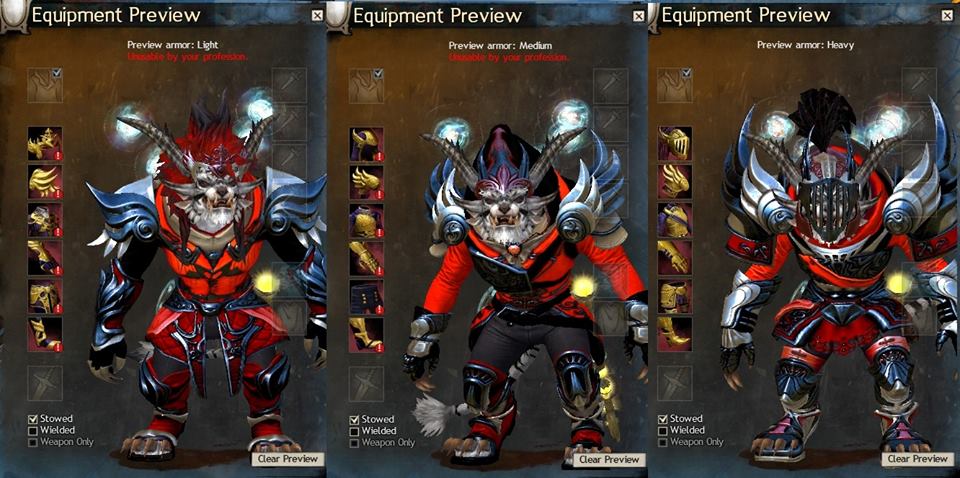 Equipment Preview
Preview armor: Light
Unusable by your profession.
Stowed
Wielded
Weapon Only
Clear Preview
Equipment Preview
Preview armor: Medium
Unusable by your profession.
Stowed
Wielded
Weapon Only
Clear Preview
Equipment Preview
Preview armor: Heavy
Stowed
Wielded
Weapon Only
Clear Preview